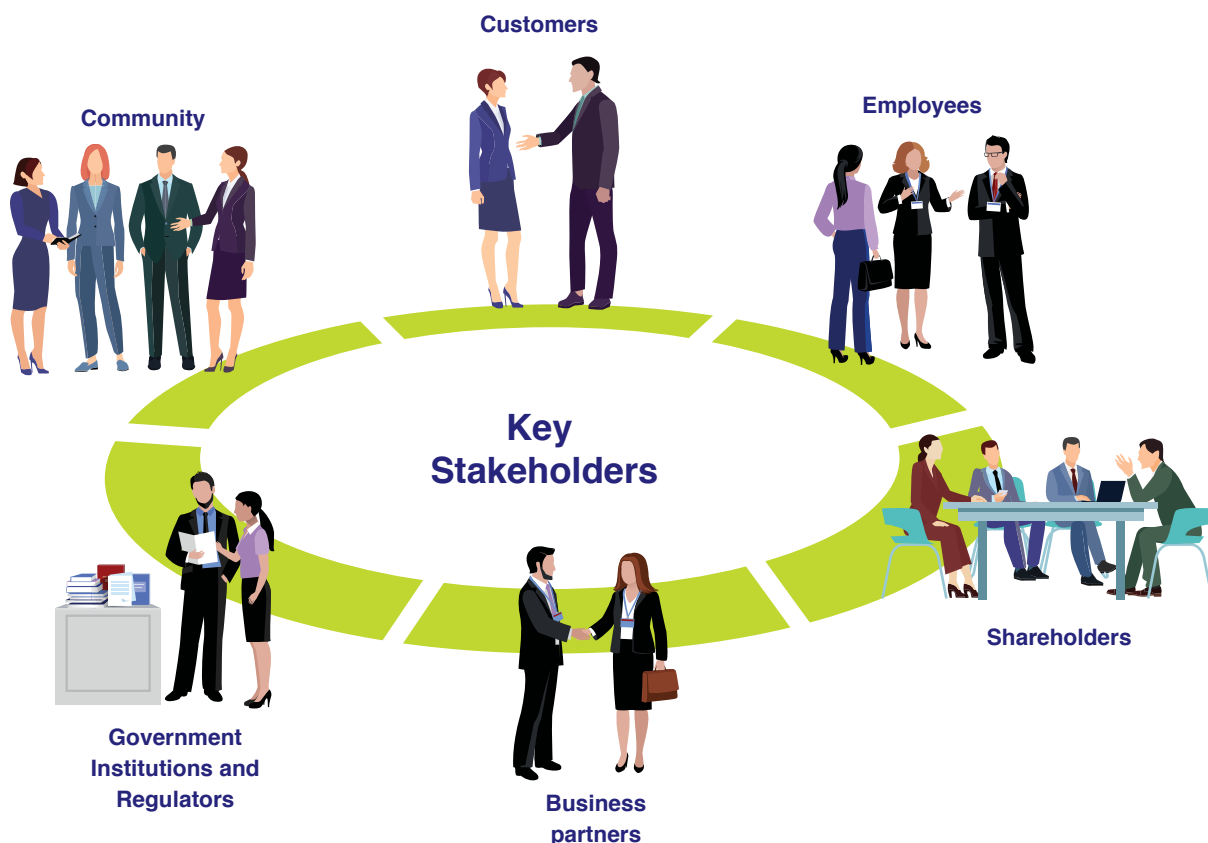 Customers
Community
Employees
Key
Stakeholders
Shareholders
Government
Institutions and
Regulators
Business
partners